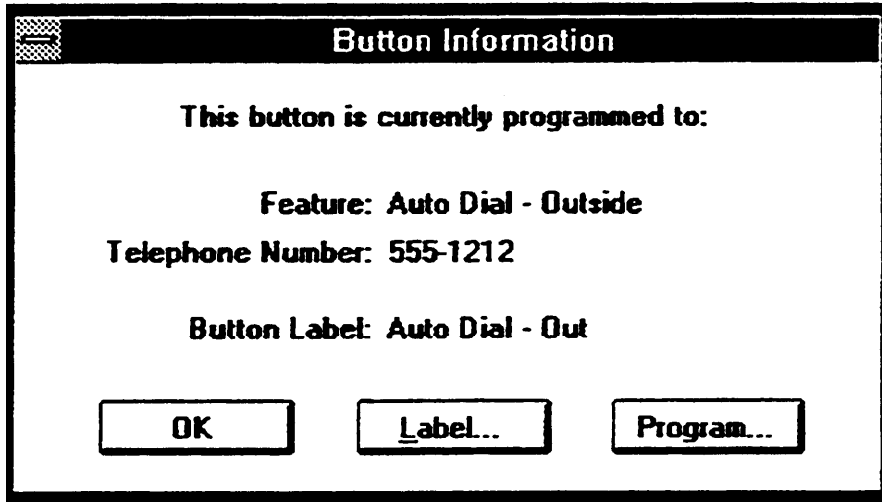 Button Information
This button is currently programmed to:
Feature: Auto Dial - Outside
Telephone Number: 555-1212
Button Label: Auto Dial - Out
OK Label... Program...